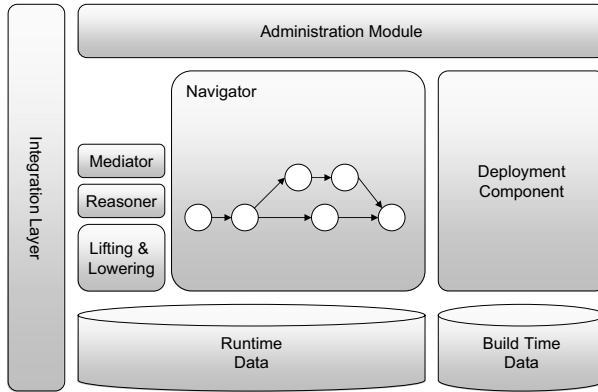 Administration Module
Integration Layer
Navigator
Mediator
Reasoner
Lifting &
Lowering
Deployment
Component
Runtime
Data
Build Time
Data